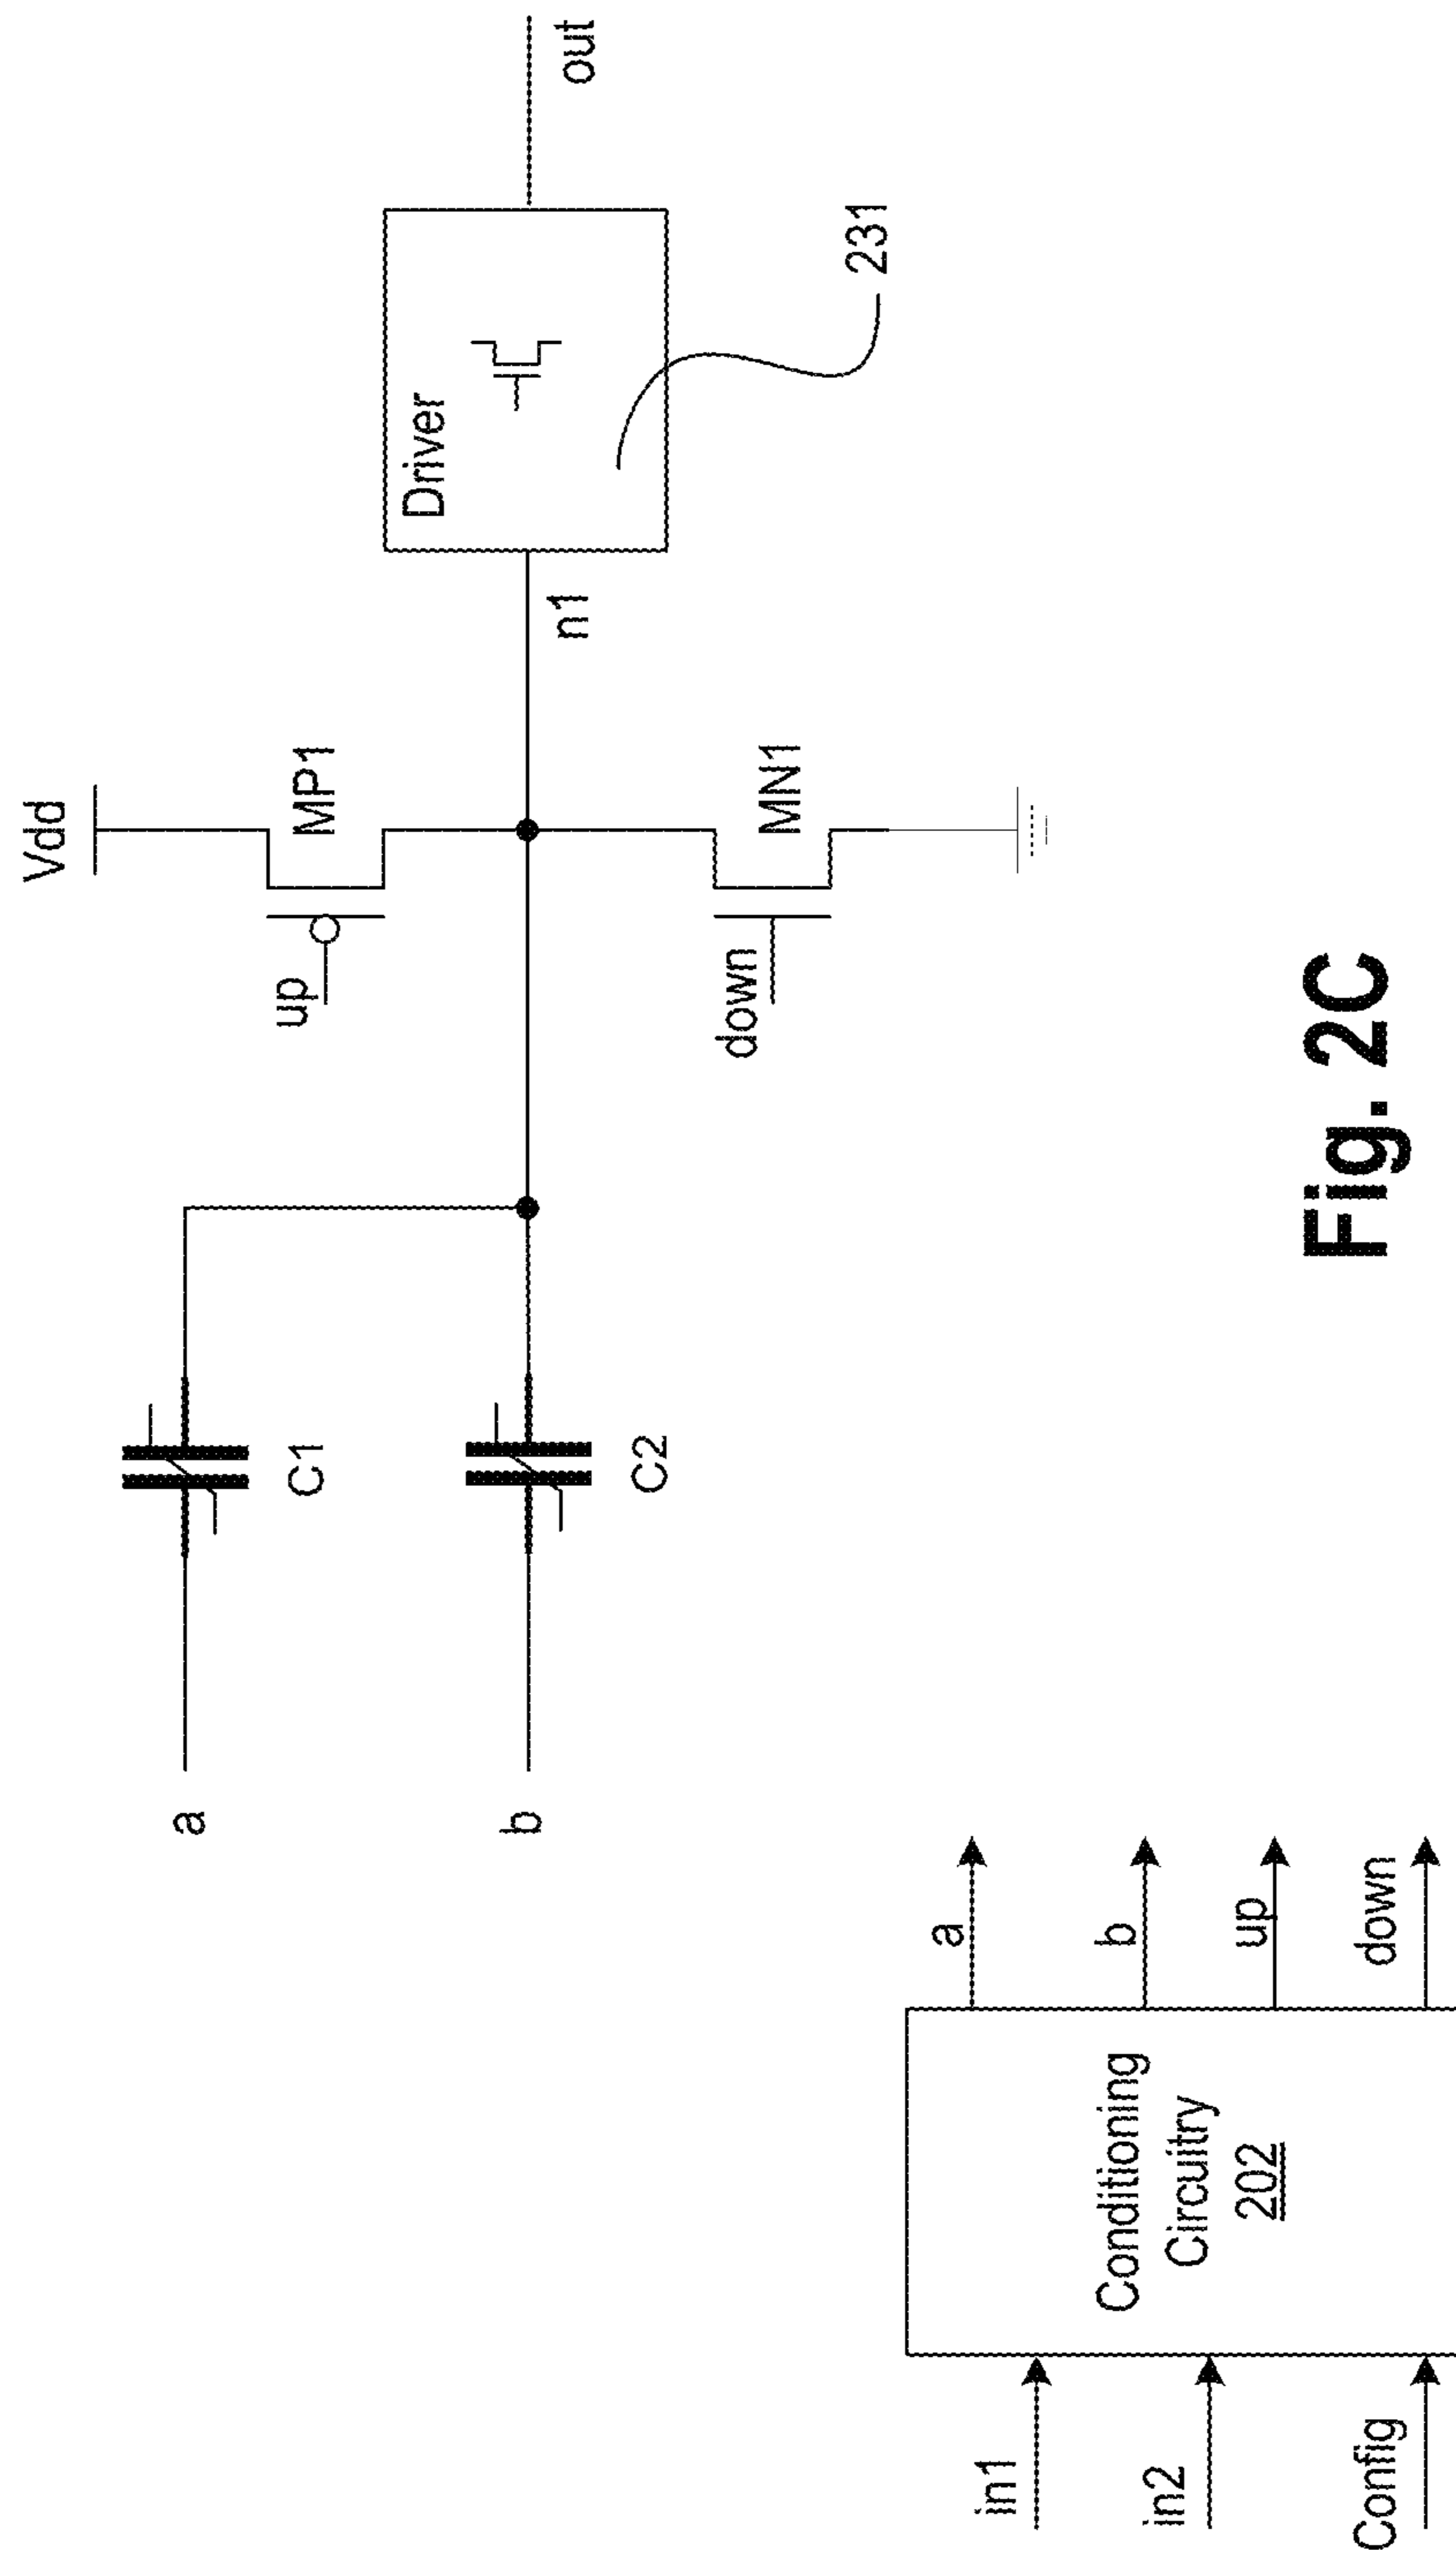 Vdd
a
C1
up
MP1
Driver
out
b
C2
n1
down
MN1
231
in1
in2
Config
Conditioning
Circuitry
202
a
b
up
down
Fig. 2C